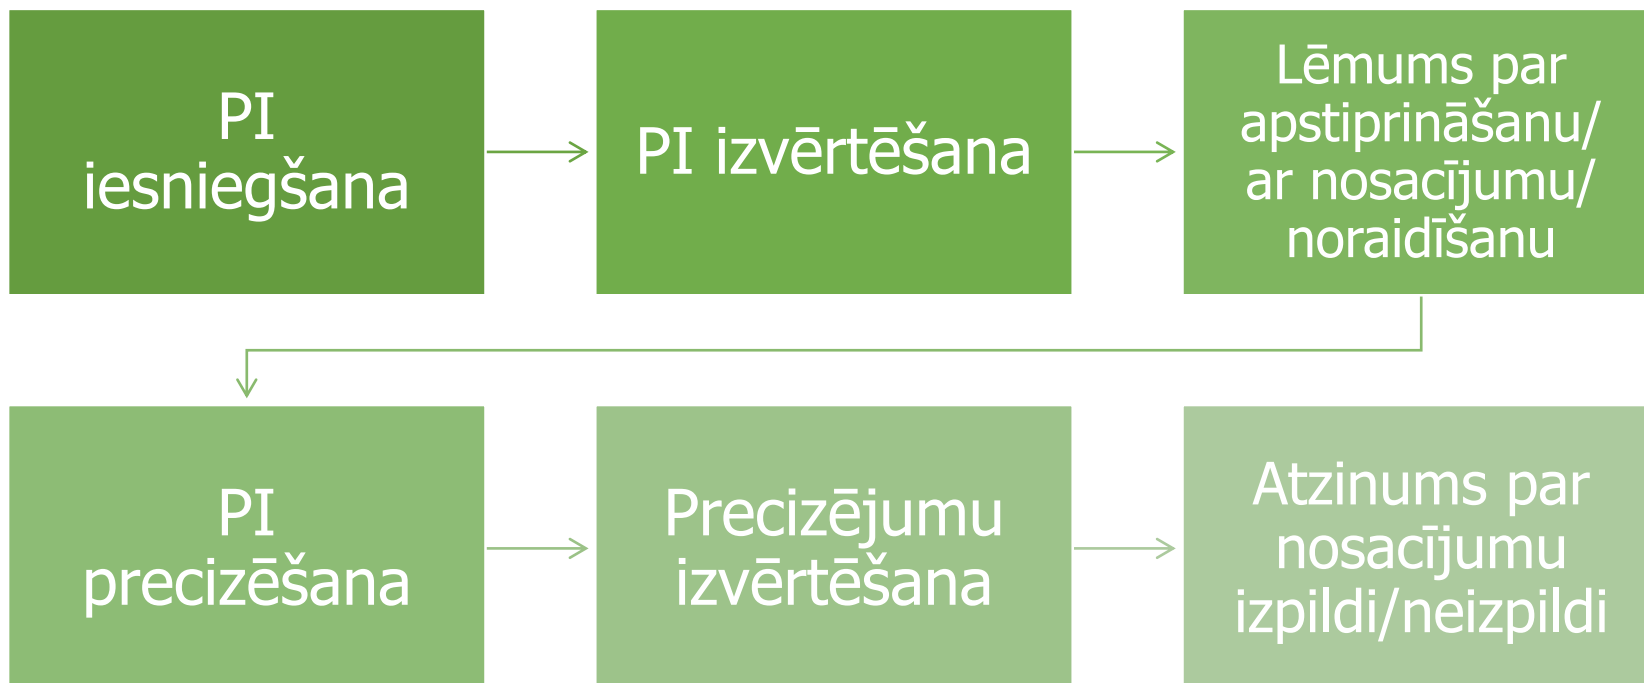 PI
iesniegšana
PI izvērtēšana
Lēmums par
apstiprināšanu/
ar nosacījumu/
noraidīšanu
PI
precizēšana
Precizējumu
izvērtēšana
Atzinums par
nosacījumu
izpildi/neizpildi